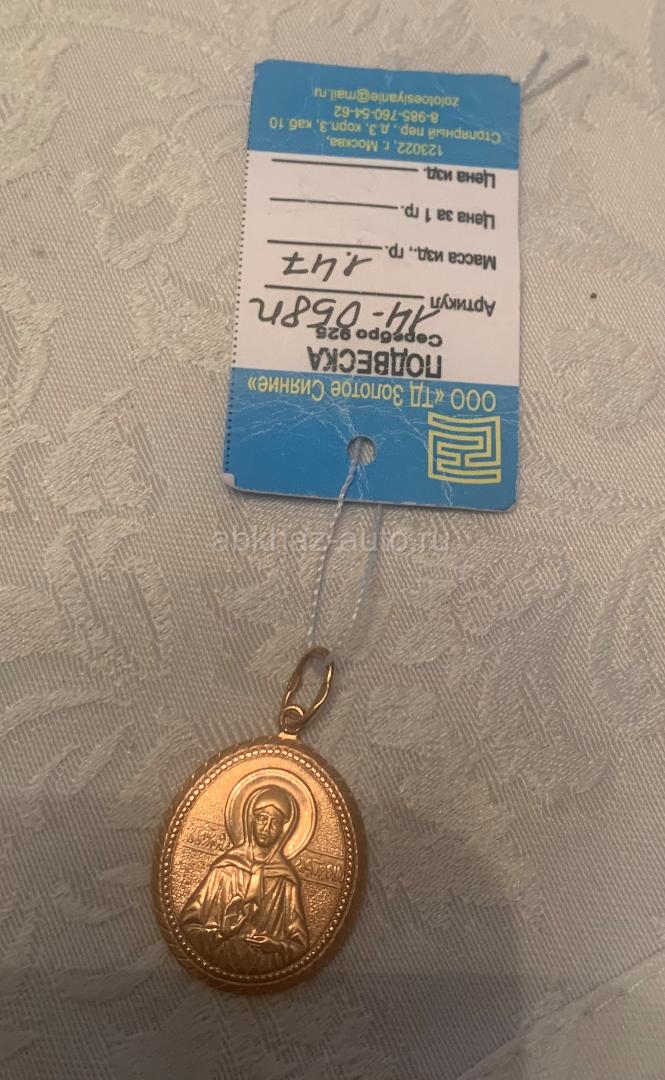 ООО «ТД Золотое Сияние»
ПОДВЕСКА
Серебро 925
Артикул 14-058п
Масса изд., гр. 1.47
Цена за 1 гр.
Цена изд.
123022, г. Москва,
Столярный пер., д.3, корп.3, каб.10
8-985-760-54-62
zolotoesiyanie@mail.ru
abkhaz-auto.ru